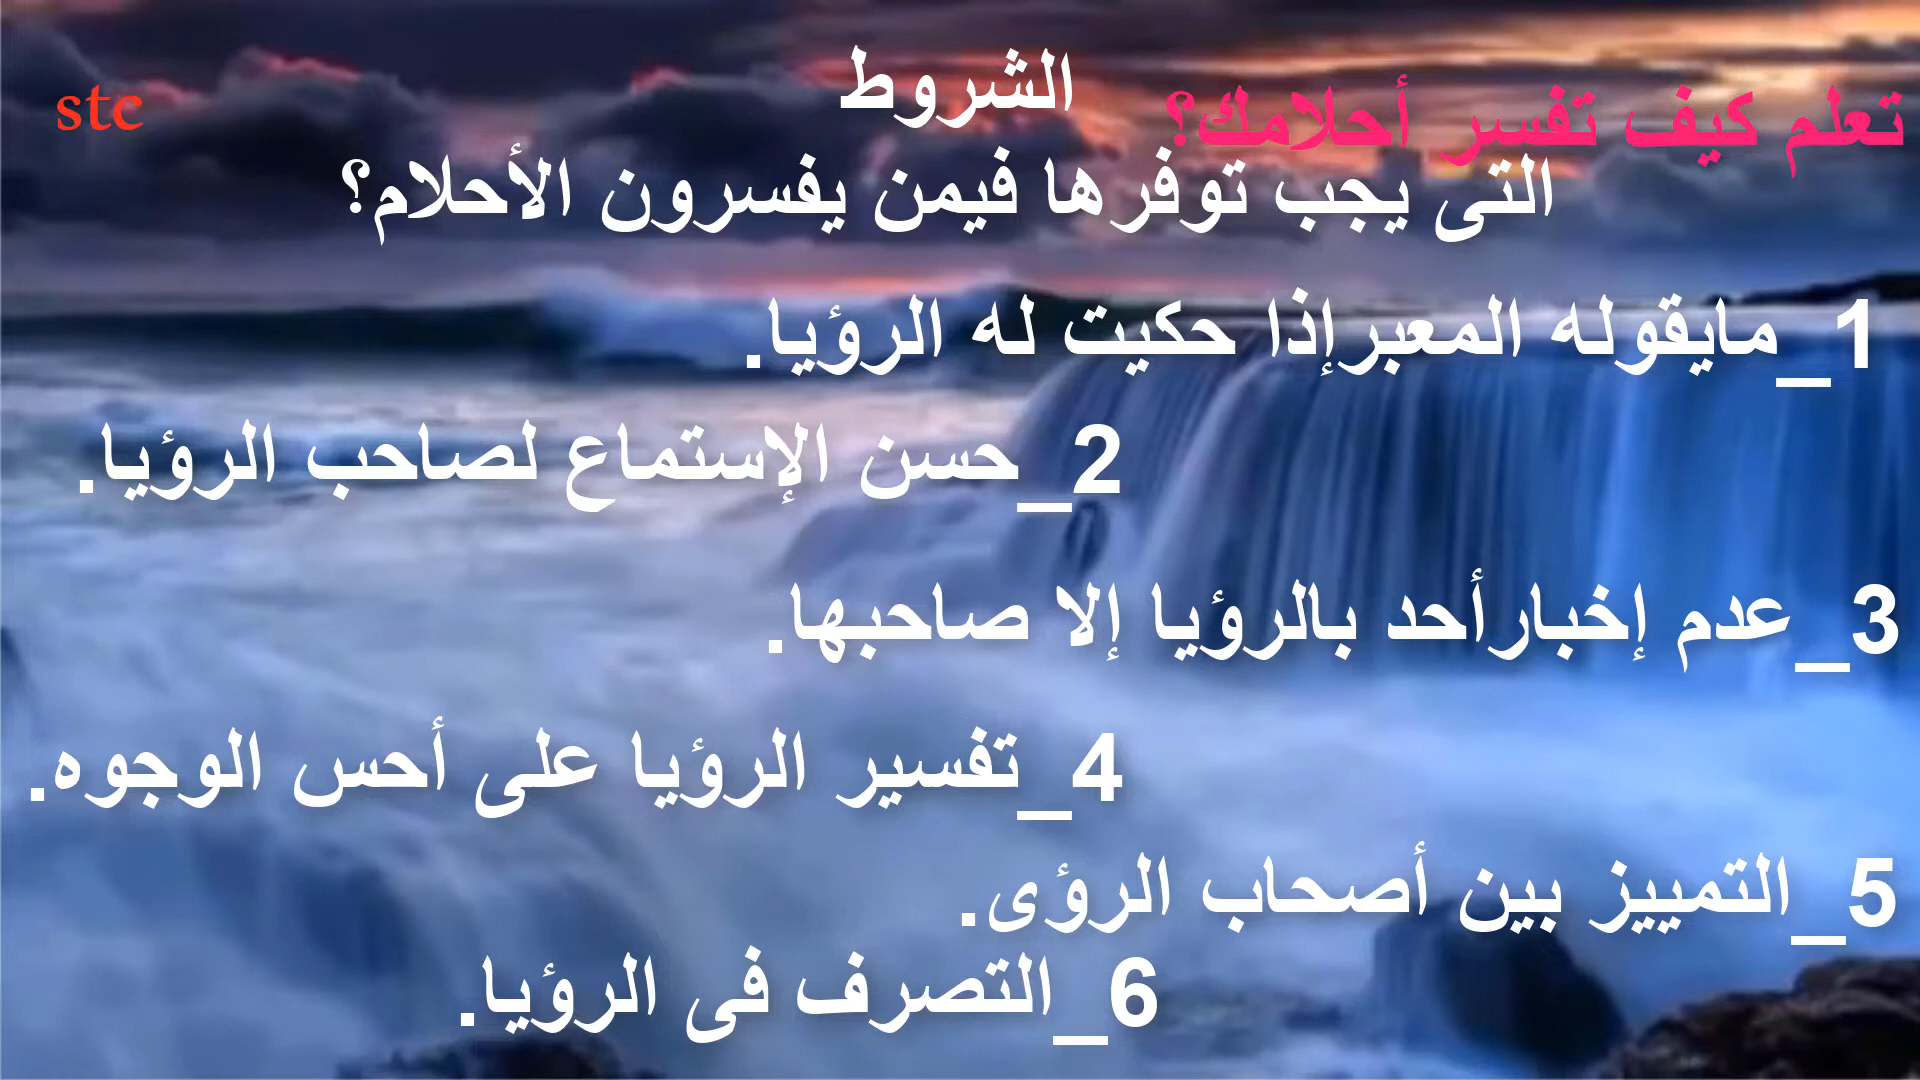 stc
تعلم كيف تفسر أحلامك؟
الشروط
التى يجب توفرها فيمن يفسرون الأحلام؟
1_مايقوله المعبرإذا حكيت له الرؤيا.
2_حسن الإستماع لصاحب الرؤيا.
3_عدم إخبارأحد بالرؤيا إلا صاحبها.
4_تفسير الرؤيا على أحس الوجوه.
5_التمييز بين أصحاب الرؤى.
6_التصرف فى الرؤيا.